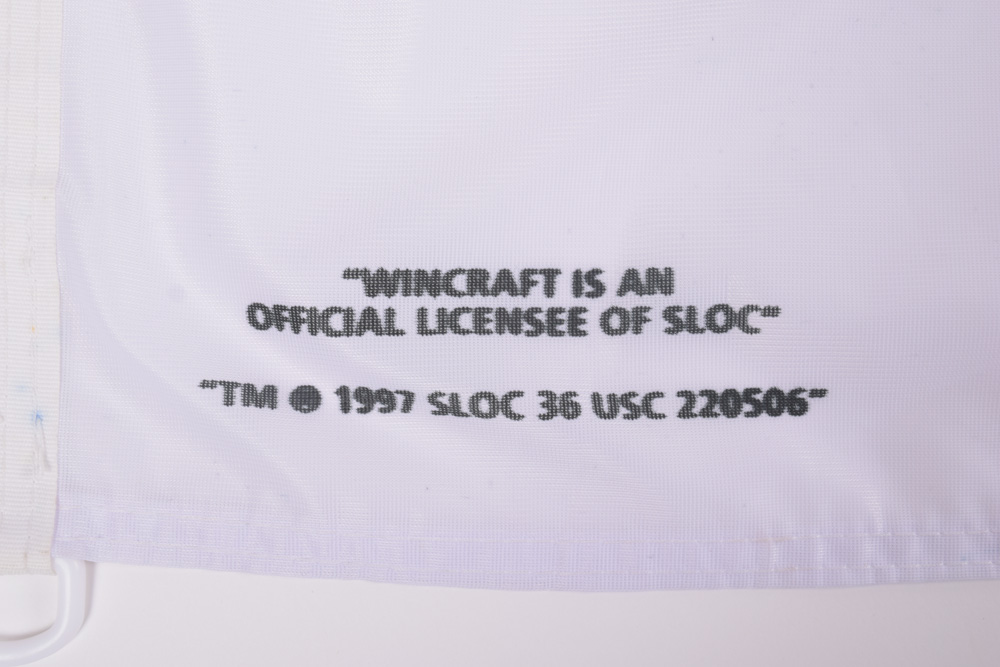 "WINCRAFT IS AN
OFFICIAL LICENSEE OF SLOC"
"TM ® 1997 SLOC 36 USC 220506"